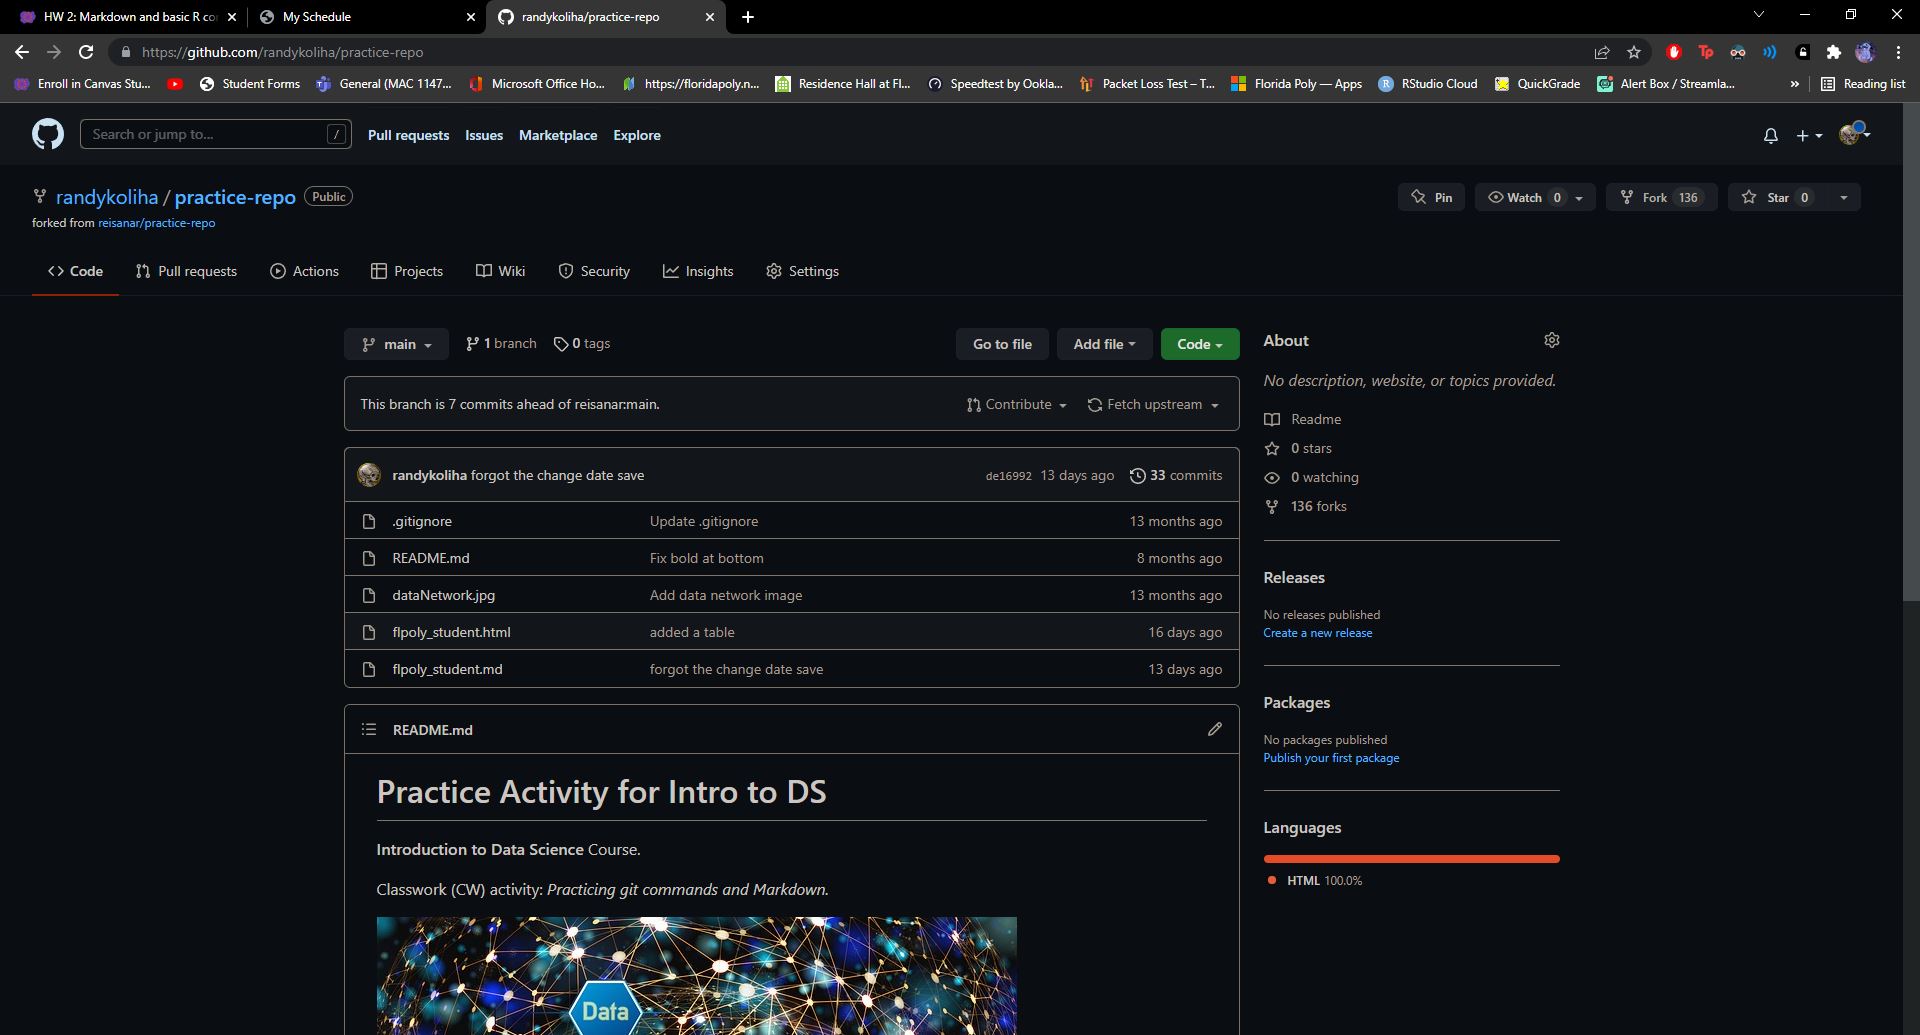 HW 2: Markdown and basic R co
My Schedule
randykoliha/practice-repo
https://github.com/randykoliha/practice-repo
Enroll in Canvas Stu...
Student Forms
General (MAC 1147...
Microsoft Office Ho...
https://floridapoly.n...
Residence Hall at Fl...
Speedtest by Ookla...
Packet Loss Test – T...
Florida Poly — Apps
RStudio Cloud
QuickGrade
Alert Box / Streamla...
»
Reading list
Search or jump to... /
Pull requests Issues Marketplace Explore
randykoliha / practice-repo Public
Pin Watch 0 Fork 136 Star 0
forked from reisanar/practice-repo
<> Code Pull requests Actions Projects Wiki Security Insights Settings
main 1 branch 0 tags
Go to file Add file Code
This branch is 7 commits ahead of reisanar:main.
Contribute Fetch upstream
randykoliha forgot the change date save de16992 13 days ago 33 commits
.gitignore Update .gitignore 13 months ago
README.md Fix bold at bottom 8 months ago
dataNetwork.jpg Add data network image 13 months ago
flpoly_student.html added a table 16 days ago
flpoly_student.md forgot the change date save 13 days ago
README.md
Practice Activity for Intro to DS
Introduction to Data Science Course.
Classwork (CW) activity: Practicing git commands and Markdown.
Data
About
No description, website, or topics provided.
Readme
0 stars
0 watching
136 forks
Releases
No releases published
Create a new release
Packages
No packages published
Publish your first package
Languages
HTML 100.0%